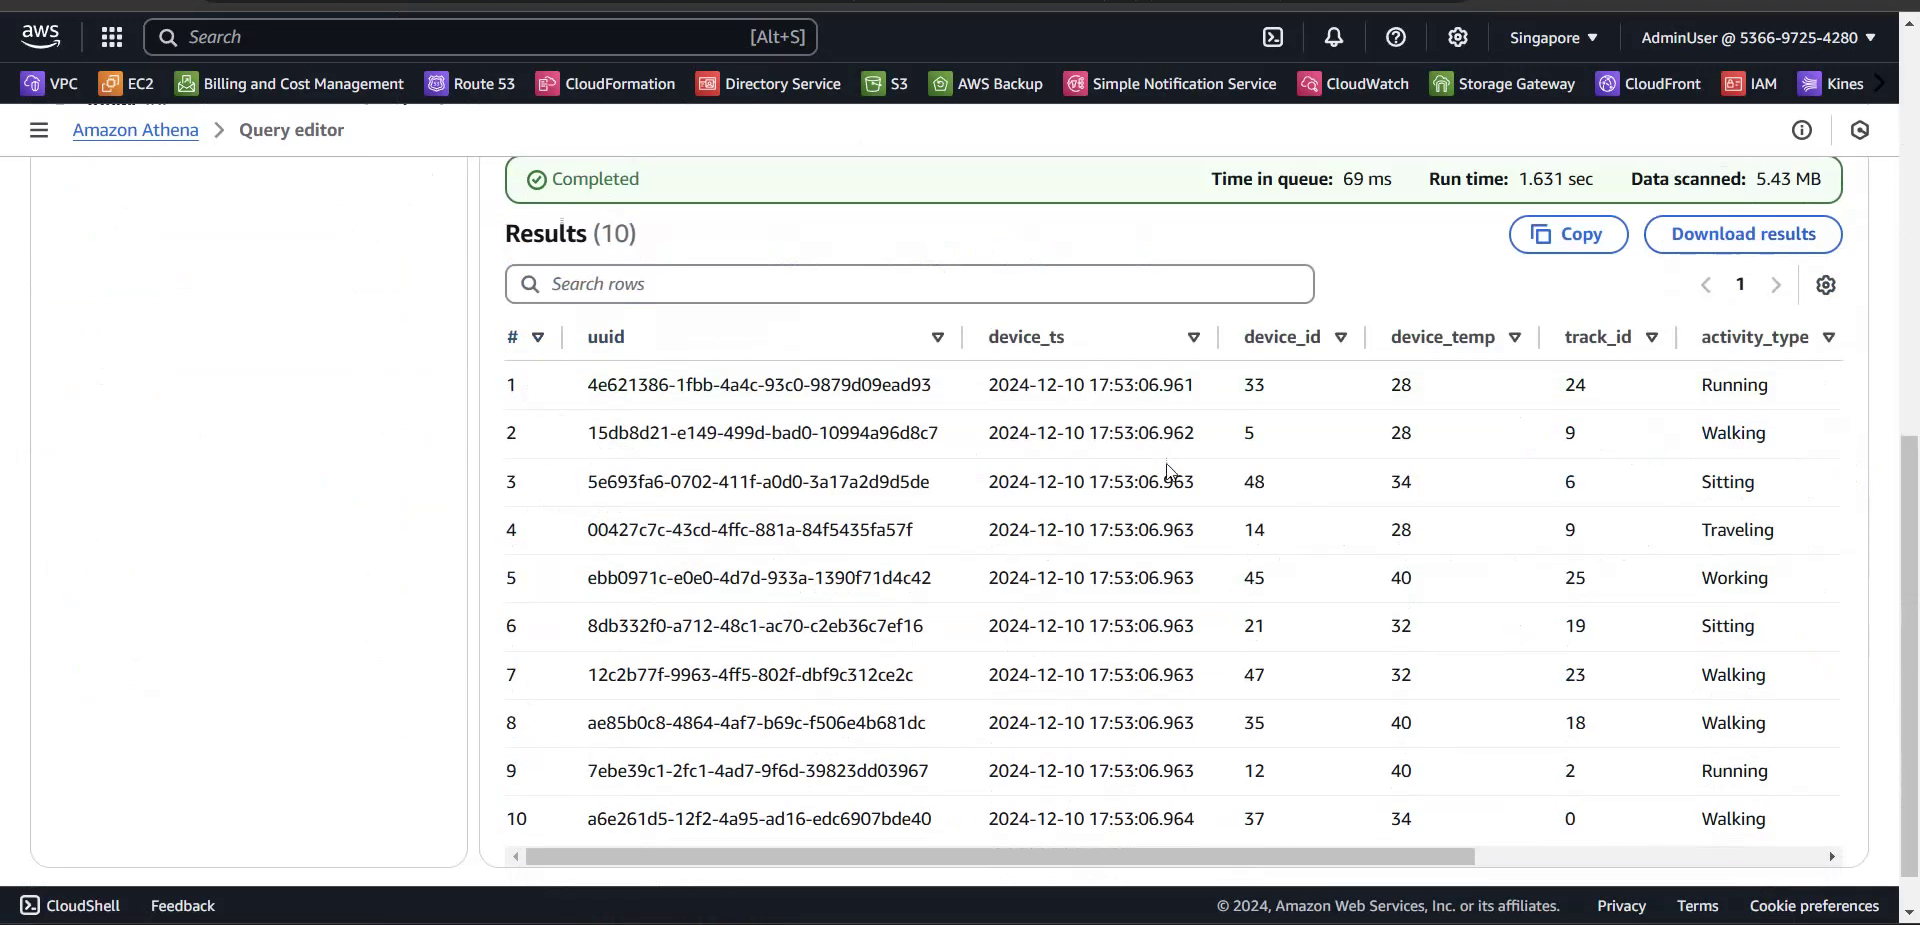 aws Search [Alt+S] Singapore AdminUser @ 5366-9725-4280
VPC EC2 Billing and Cost Management Route 53 CloudFormation Directory Service S3 AWS Backup Simple Notification Service CloudWatch Storage Gateway CloudFront IAM Kines
Amazon Athena > Query editor
Completed Time in queue: 69 ms Run time: 1.631 sec Data scanned: 5.43 MB
Results (10) Copy Download results
Search rows 1
# uuid device_ts device_id device_temp track_id activity_type
1 4e621386-1fbb-4a4c-93c0-9879d09ead93 2024-12-10 17:53:06.961 33 28 24 Running
2 15db8d21-e149-499d-bad0-10994a96d8c7 2024-12-10 17:53:06.962 5 28 9 Walking
3 5e693fa6-0702-411f-a0d0-3a17a2d9d5de 2024-12-10 17:53:06.963 48 34 6 Sitting
4 00427c7c-43cd-4ffc-881a-84f5435fa57f 2024-12-10 17:53:06.963 14 28 9 Traveling
5 ebb0971c-e0e0-4d7d-933a-1390f71d4c42 2024-12-10 17:53:06.963 45 40 25 Working
6 8db332f0-a712-48c1-ac70-c2eb36c7ef16 2024-12-10 17:53:06.963 21 32 19 Sitting
7 12c2b77f-9963-4ff5-802f-dbf9c312ce2c 2024-12-10 17:53:06.963 47 32 23 Walking
8 ae85b0c8-4864-4af7-b69c-f506e4b681dc 2024-12-10 17:53:06.963 35 40 18 Walking
9 7ebe39c1-2fc1-4ad7-9f6d-39823dd03967 2024-12-10 17:53:06.963 12 40 2 Running
10 a6e261d5-12f2-4a95-ad16-edc6907bde40 2024-12-10 17:53:06.964 37 34 0 Walking
CloudShell Feedback © 2024, Amazon Web Services, Inc. or its affiliates. Privacy Terms Cookie preferences